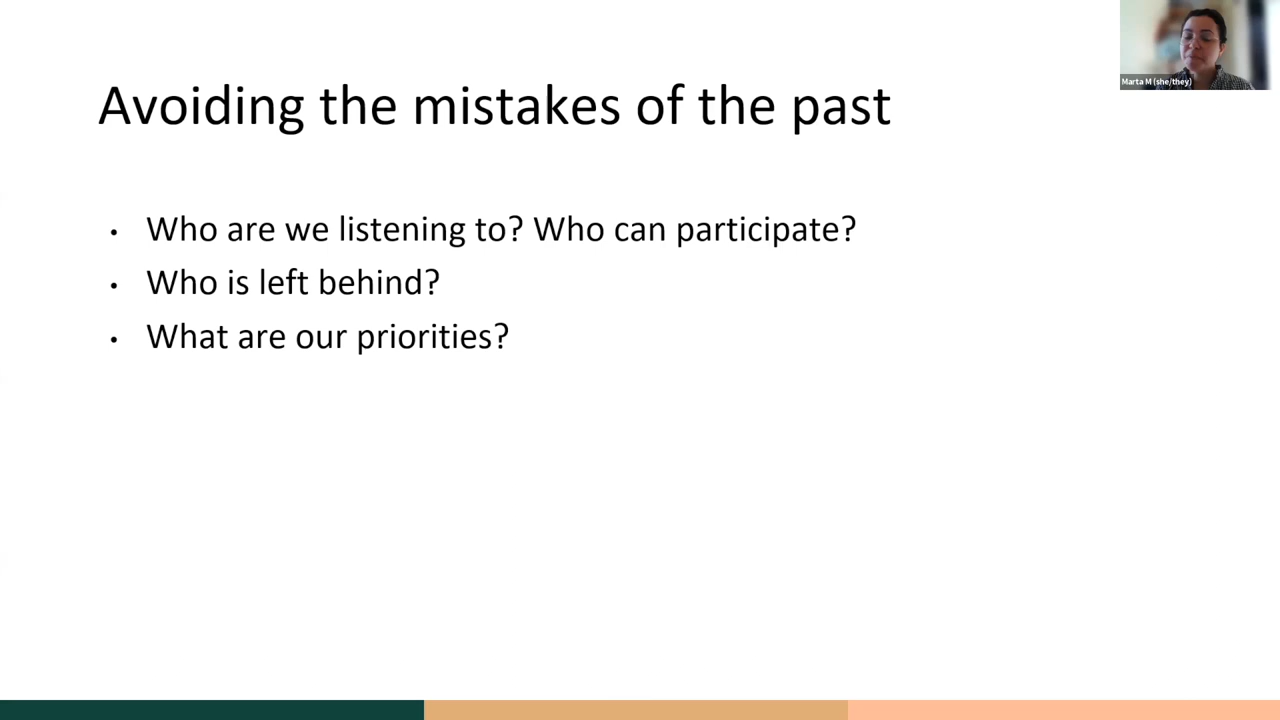 Marta M (she/they)
Avoiding the mistakes of the past
• Who are we listening to? Who can participate?
• Who is left behind?
• What are our priorities?